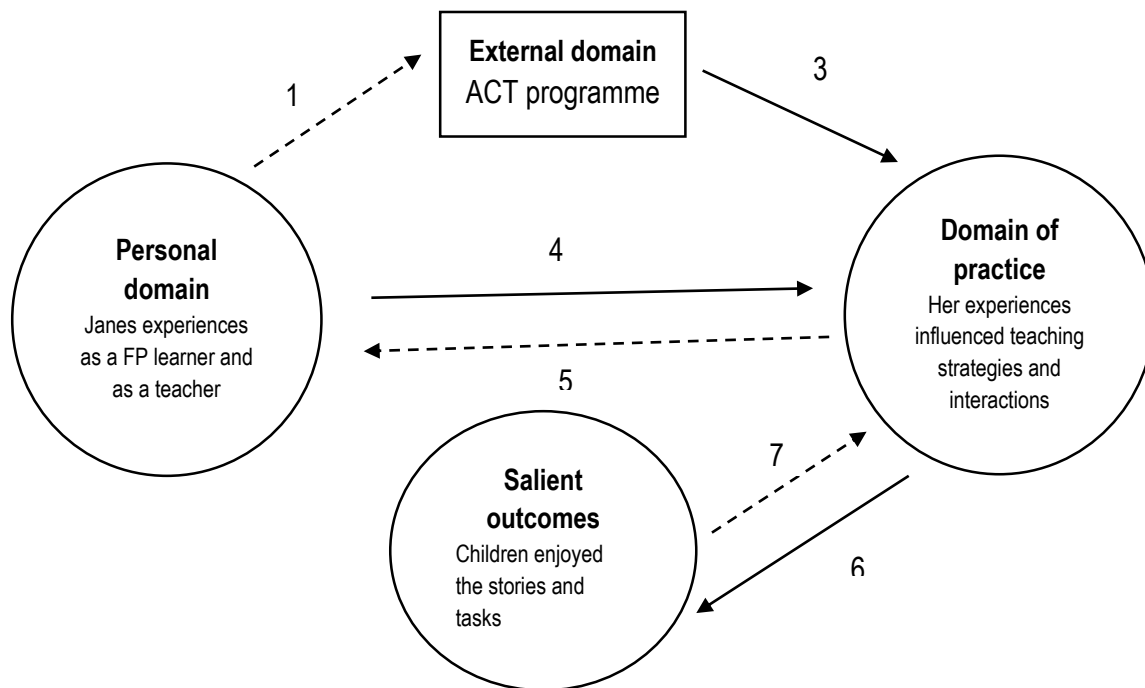 External domain
ACT programme
1
3
Personal
domain
Janes experiences
as a FP learner and
as a teacher
4
Domain of
practice
Her experiences
influenced teaching
strategies and
interactions
5
7
Salient
outcomes
Children enjoyed
the stories and
tasks
6